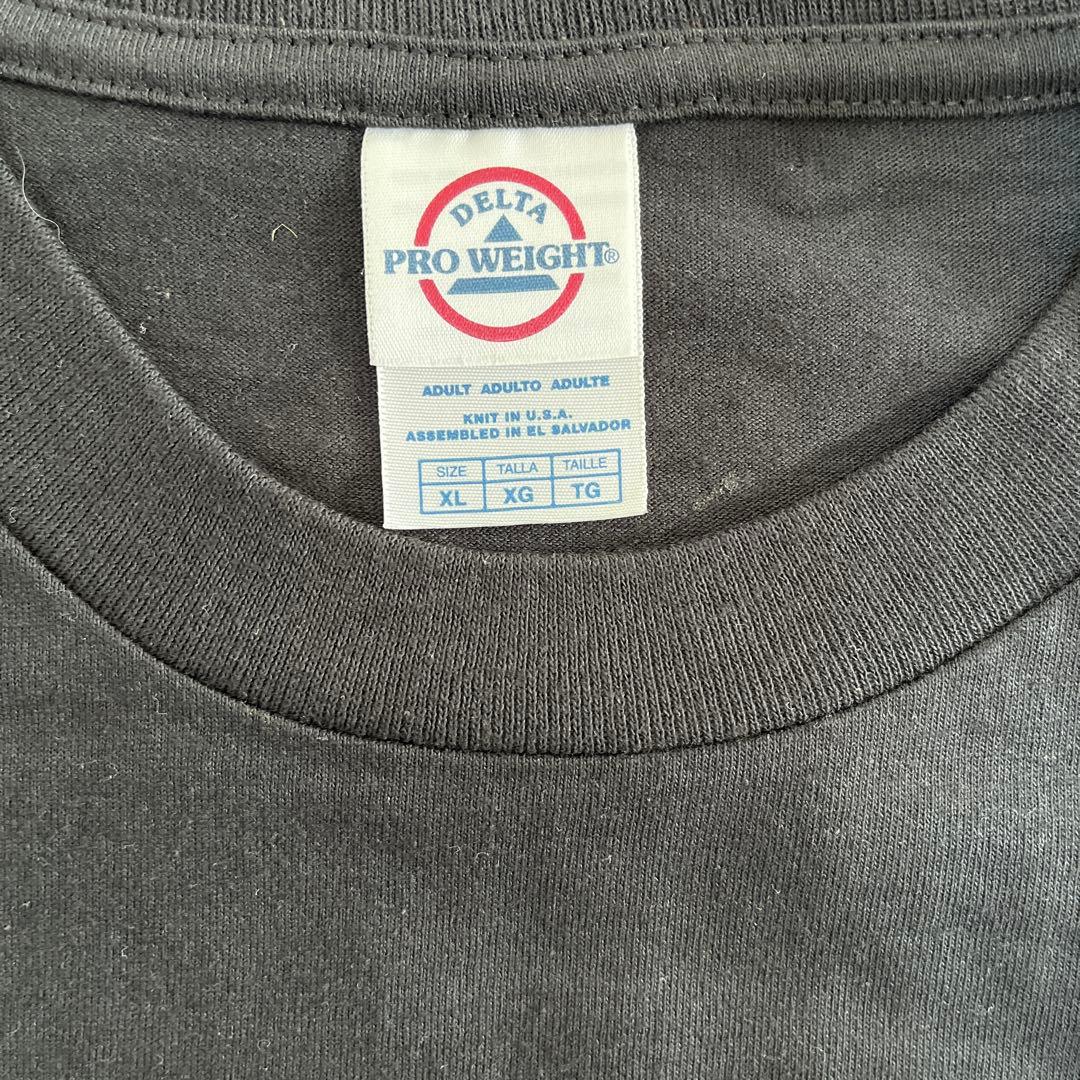 DELTA
PRO WEIGHT®
ADULT ADULTO ADULTE
KNIT IN U.S.A.
ASSEMBLED IN EL SALVADOR
SIZE TALLA TAILLE
XL XG TG